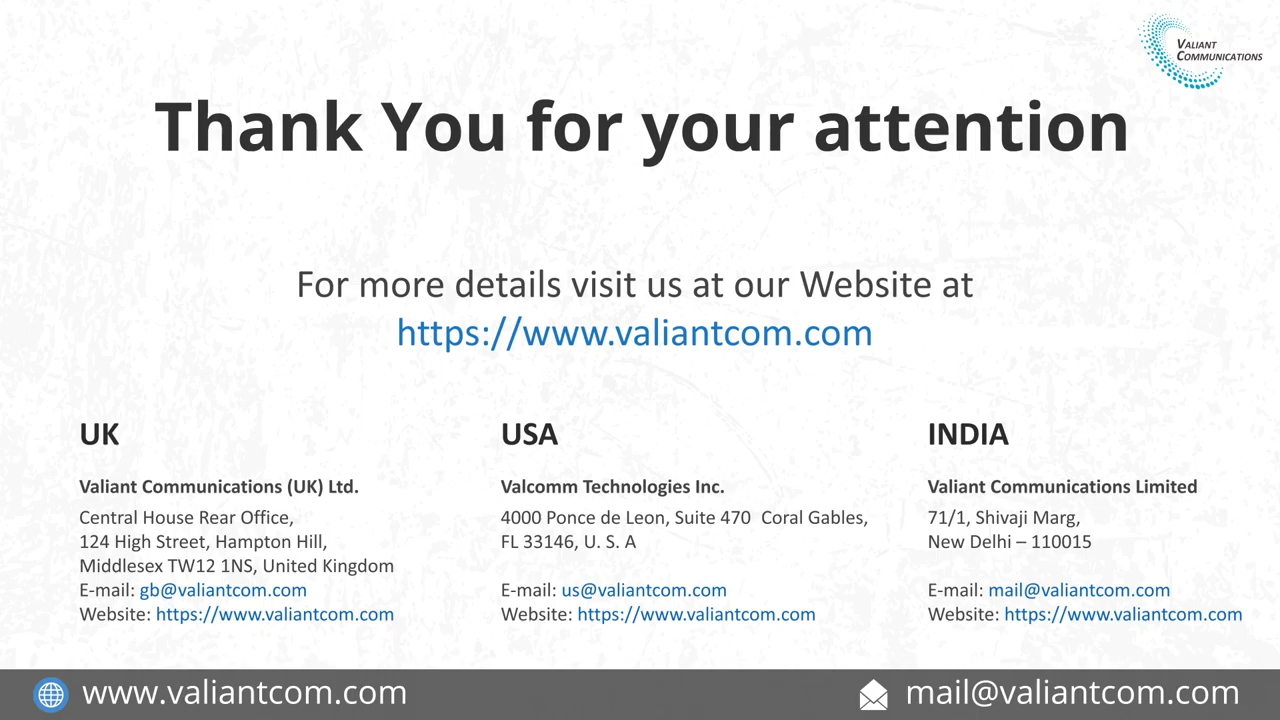 VALIANT
COMMUNICATIONS
Thank You for your attention
For more details visit us at our Website at
https://www.valiantcom.com
UK
Valiant Communications (UK) Ltd.
Central House Rear Office,
124 High Street, Hampton Hill,
Middlesex TW12 1NS, United Kingdom
E-mail: gb@valiantcom.com
Website: https://www.valiantcom.com
USA
Valcomm Technologies Inc.
4000 Ponce de Leon, Suite 470  Coral Gables,
FL 33146, U. S. A
E-mail: us@valiantcom.com
Website: https://www.valiantcom.com
INDIA
Valiant Communications Limited
71/1, Shivaji Marg,
New Delhi – 110015
E-mail: mail@valiantcom.com
Website: https://www.valiantcom.com
www.valiantcom.com
mail@valiantcom.com